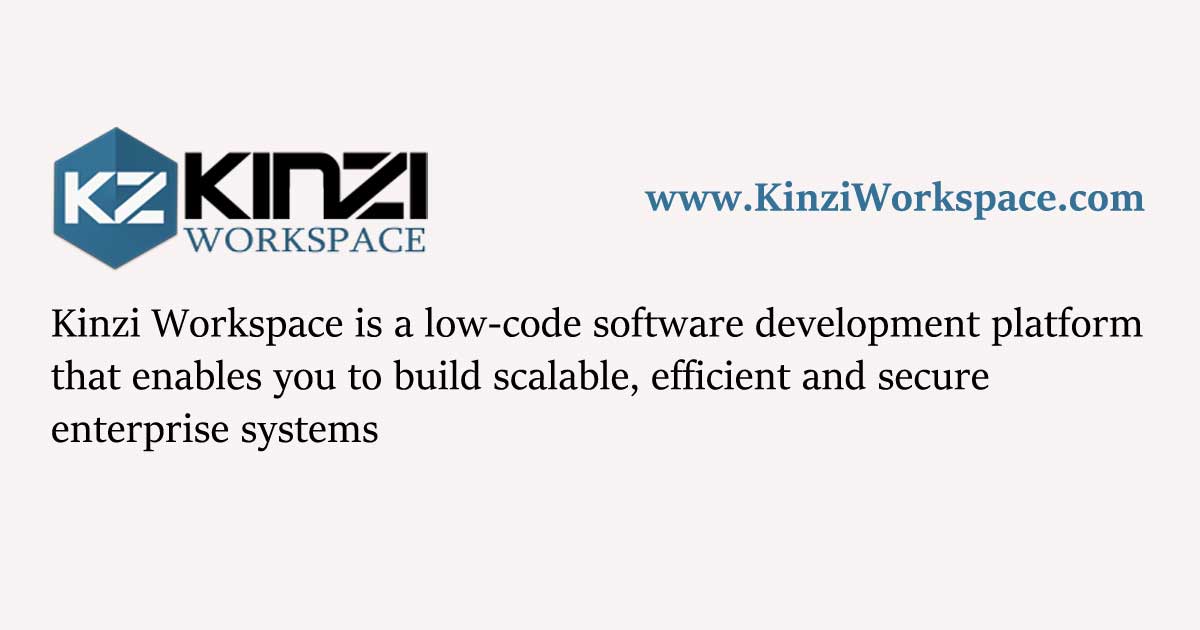 KZ KINZI
WORKSPACE
www.KinziWorkspace.com
Kinzi Workspace is a low-code software development platform
that enables you to build scalable, efficient and secure
enterprise systems